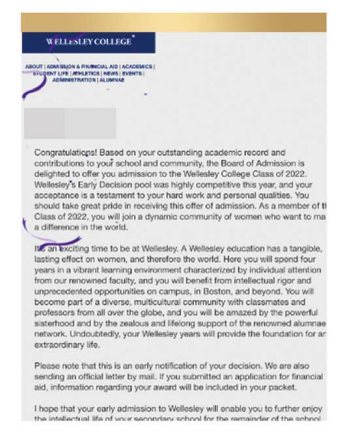 WELLESLEY COLLEGE
ABOUT | ADMISSION & FINANCIAL AID | ACADEMICS |
STUDENT LIFE | ATHLETICS | NEWS | EVENTS |
ADMINISTRATION | ALUMNAE
Congratulations! Based on your outstanding academic record and
contributions to your school and community, the Board of Admission is
delighted to offer you admission to the Wellesley College Class of 2022.
Wellesley's Early Decision pool was highly competitive this year, and your
acceptance is a testament to your hard work and personal qualities. You
should take great pride in receiving this offer of admission. As a member of
Class of 2022, you will join a dynamic community of women who want to ma
a difference in the world.
It's an exciting time to be at Wellesley. A Wellesley education has a tangible,
lasting effect on women, and therefore the world. Here you will spend four
years in a vibrant learning environment characterized by individual attention
from our renowned faculty, and you will benefit from intellectual rigor and
unprecedented opportunities on campus, in Boston, and beyond. You will
become part of a diverse, multicultural community with classmates and
professors from all over the globe, and you will be amazed by the powerful
sisterhood and by the zealous and lifelong support of the renowned alumnae
network. Undoubtedly, your Wellesley years will provide the foundation for an
extraordinary life.
Please note that this is an early notification of your decision. We are also
sending an official letter by mail. If you submitted an application for financial
aid, information regarding your award will be included in your packet.
I hope that your early admission to Wellesley will enable you to further enjoy
the intellectual life of your secondary school for the remainder of the school